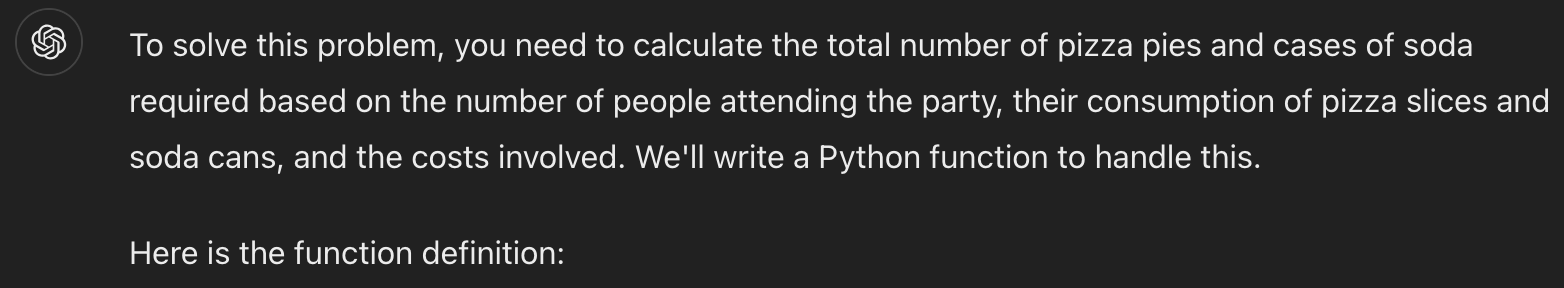 To solve this problem, you need to calculate the total number of pizza pies and cases of soda
required based on the number of people attending the party, their consumption of pizza slices and
soda cans, and the costs involved. We'll write a Python function to handle this.
Here is the function definition: